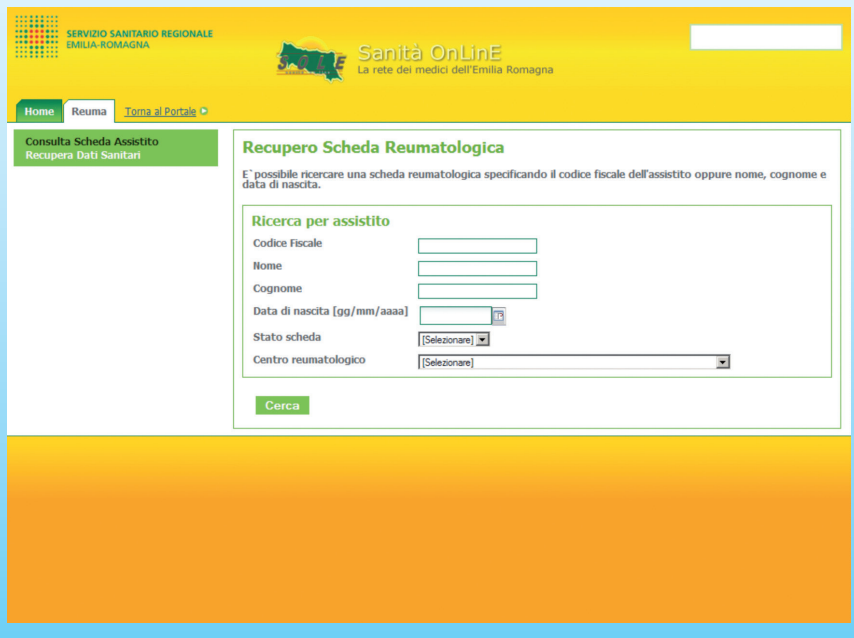 SERVIZIO SANITARIO REGIONALE
EMILIA-ROMAGNA
SOLE
Sanità OnLinE
La rete dei medici dell'Emilia Romagna
Home
Reuma
Torna al Portale
Consulta Scheda Assistito
Recupera Dati Sanitari
Recupero Scheda Reumatologica
E`possibile ricercare una scheda reumatologica specificando il codice fiscale dell'assistito oppure nome, cognome e
data di nascita.
Ricerca per assistito
Codice Fiscale
Nome
Cognome
Data di nascita [gg/mm/aaaa]
Stato scheda
[Selezionare]
Centro reumatologico
[Selezionare]
Cerca